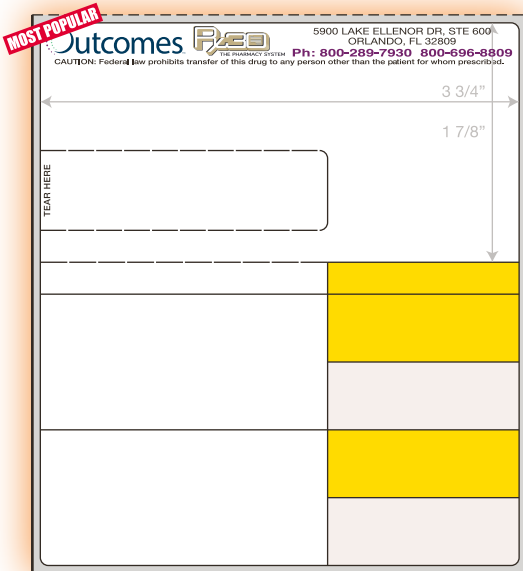 MOST POPULAR
Outcomes
Rx30
THE PHARMACY SYSTEM
5900 LAKE ELLENOR DR, STE 600
ORLANDO, FL 32809
Ph: 800-289-7930 800-696-8809
CAUTION: Federal law prohibits transfer of this drug to any person other than the patient for whom prescribed.
3 3/4”
1 7/8”
TEAR HERE